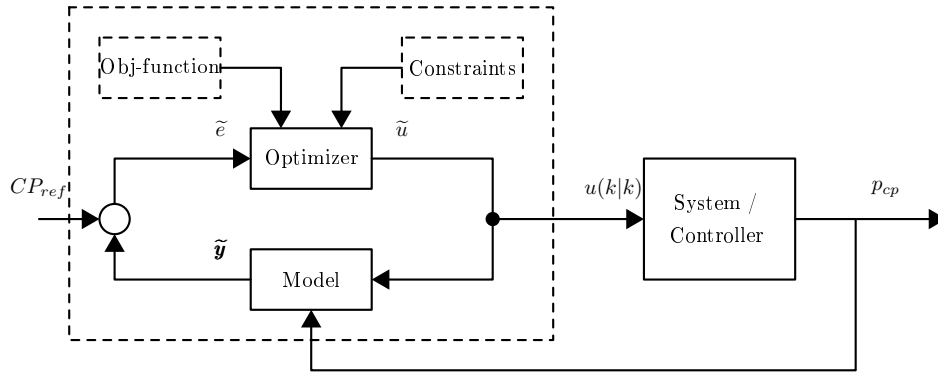 Obj-function
Constraints
ẽ
ũ
Optimizer
CP_ref
u(k|k)
System /
Controller
p_cp
ỹ
Model